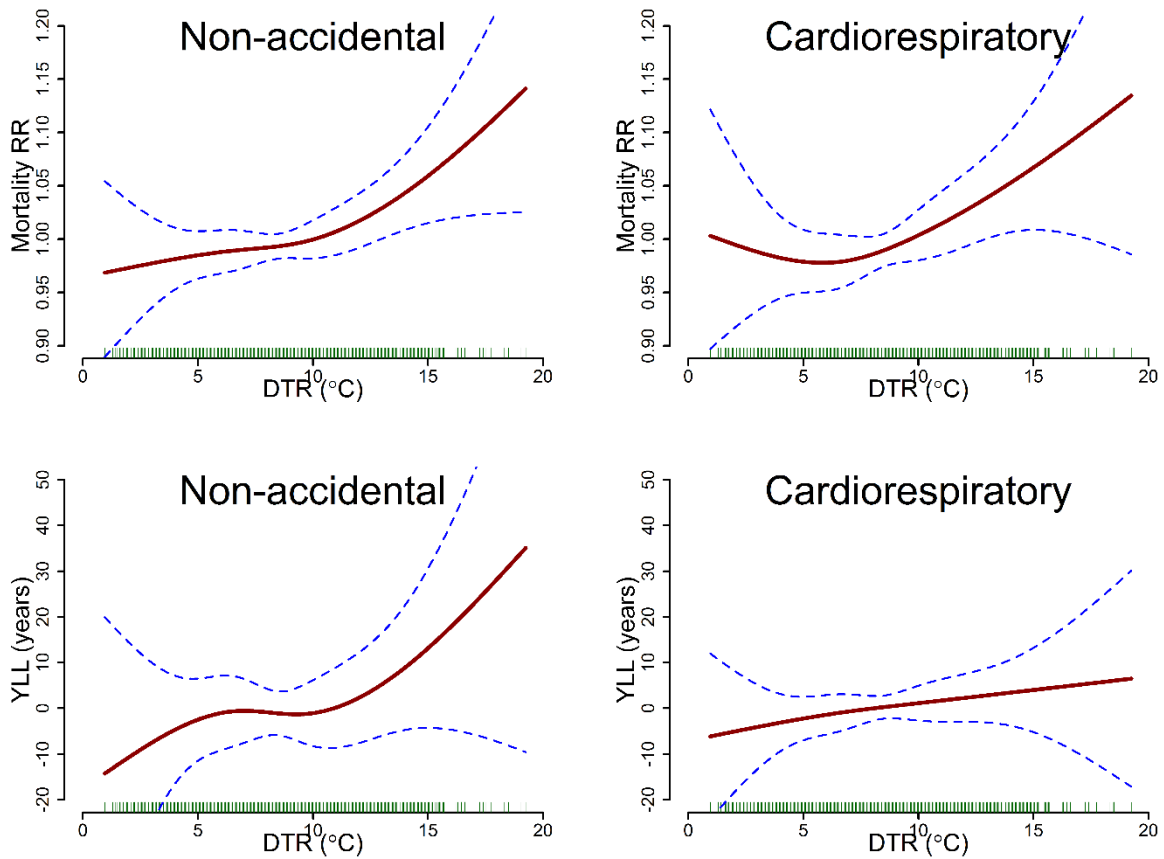 Non-accidental
Mortality RR
0.90 0.95 1.00 1.05 1.10 1.15 1.20
0 5 10 15 20
DTR (°C)
Cardiorespiratory
Mortality RR
0.90 0.95 1.00 1.05 1.10 1.15 1.20
0 5 10 15 20
DTR (°C)
Non-accidental
YLL (years)
-20 -10 0 10 20 30 40 50
0 5 10 15 20
DTR (°C)
Cardiorespiratory
YLL (years)
-20 -10 0 10 20 30 40 50
0 5 10 15 20
DTR (°C)